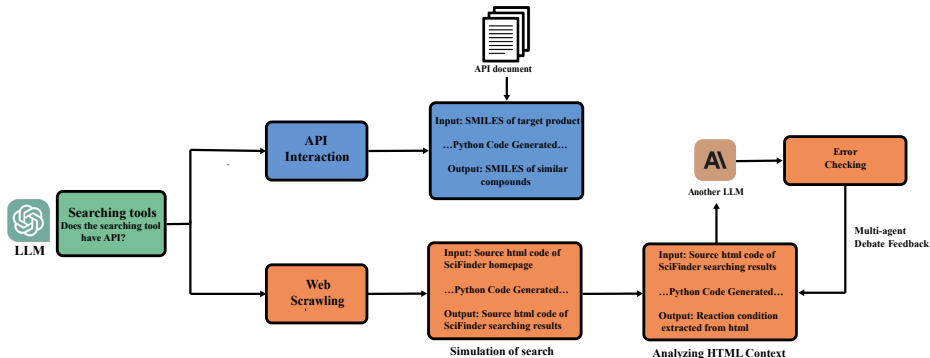 API document
API
Interaction
Input: SMILES of target product
...Python Code Generated...
Output: SMILES of similar
compounds
Searching tools
Does the searching tool
have API?
LLM
Web
Scrawling
Input: Source html code of
SciFinder homepage
...Python Code Generated...
Output: Source html code of
SciFinder searching results
Simulation of search
Input: Source html code of
SciFinder searching results
...Python Code Generated...
Output: Reaction condition
extracted from html
Analyzing HTML Context
A\
Another LLM
Error
Checking
Multi-agent
Debate Feedback